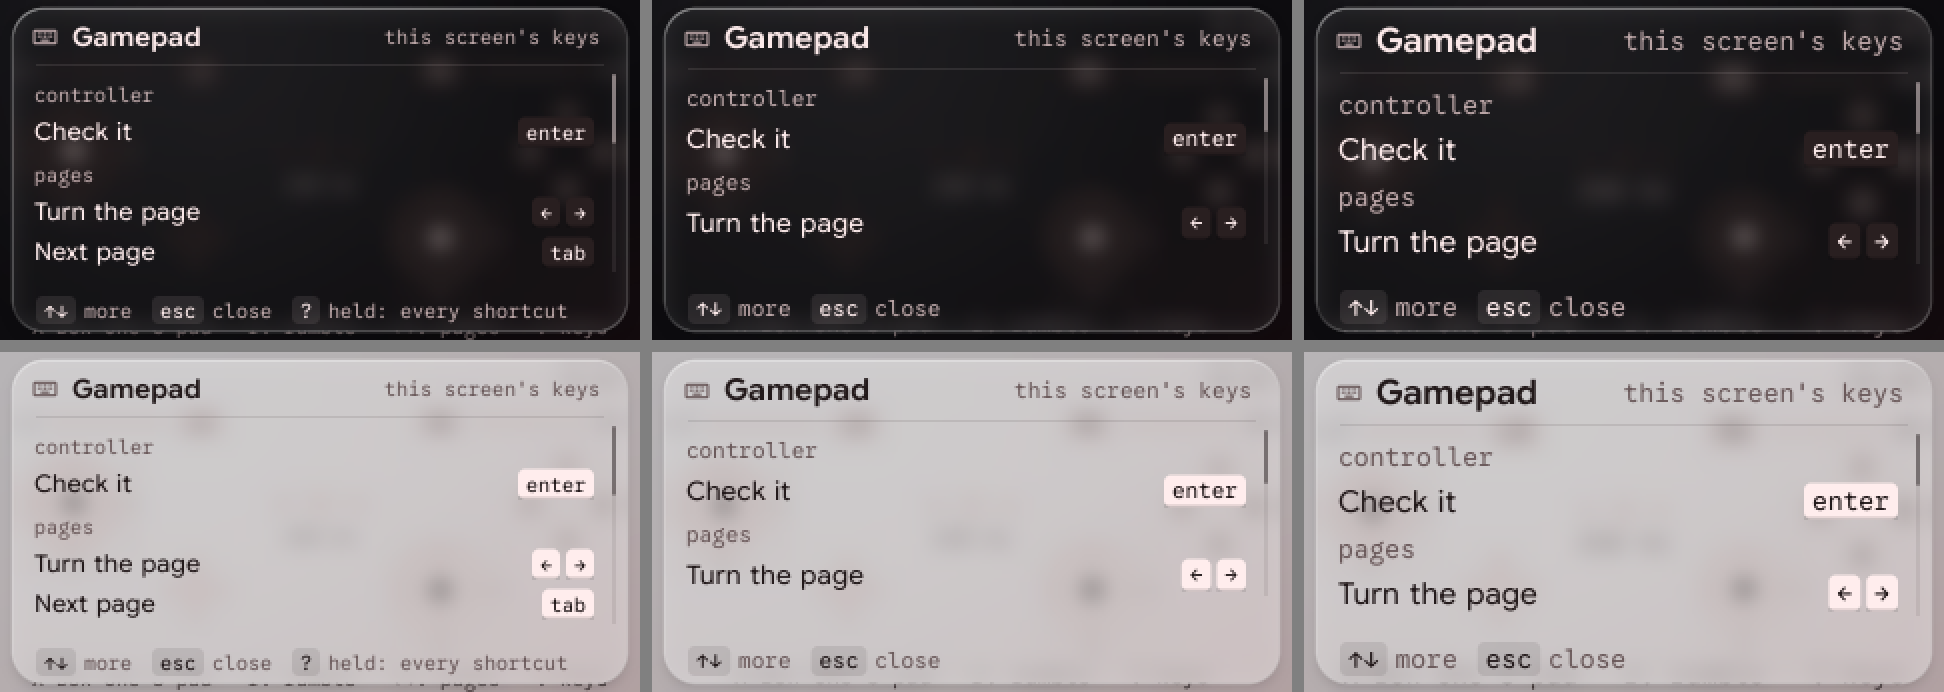 Gamepad this screen's keys
controller
Check it enter
pages
Turn the page ← →
Next page tab
↑↓ more esc close ? held: every shortcut
Gamepad this screen's keys
controller
Check it enter
pages
Turn the page ← →
↑↓ more esc close
Gamepad this screen's keys
controller
Check it enter
pages
Turn the page ← →
↑↓ more esc close
Gamepad this screen's keys
controller
Check it enter
pages
Turn the page ← →
Next page tab
↑↓ more esc close ? held: every shortcut
Gamepad this screen's keys
controller
Check it enter
pages
Turn the page ← →
↑↓ more esc close
Gamepad this screen's keys
controller
Check it enter
pages
Turn the page ← →
↑↓ more esc close